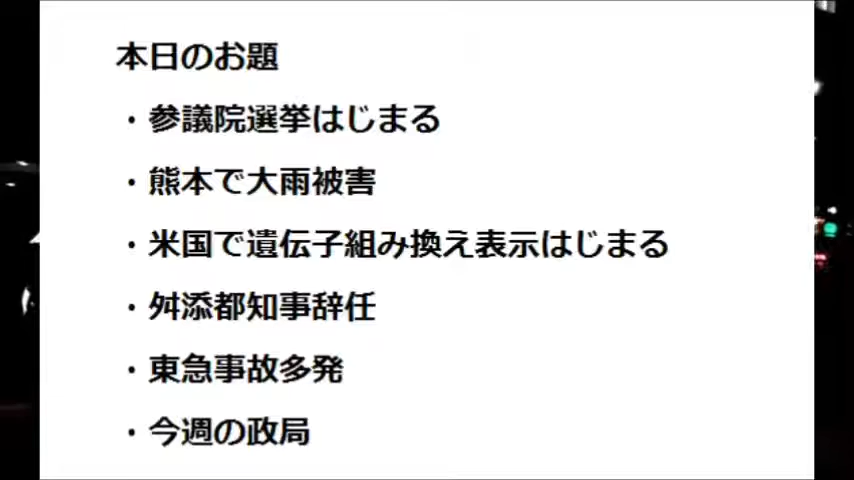 本日のお題
・参議院選挙はじまる
・熊本で大雨被害
・米国で遺伝子組み換え表示はじまる
・舛添都知事辞任
・東急事故多発
・今週の政局